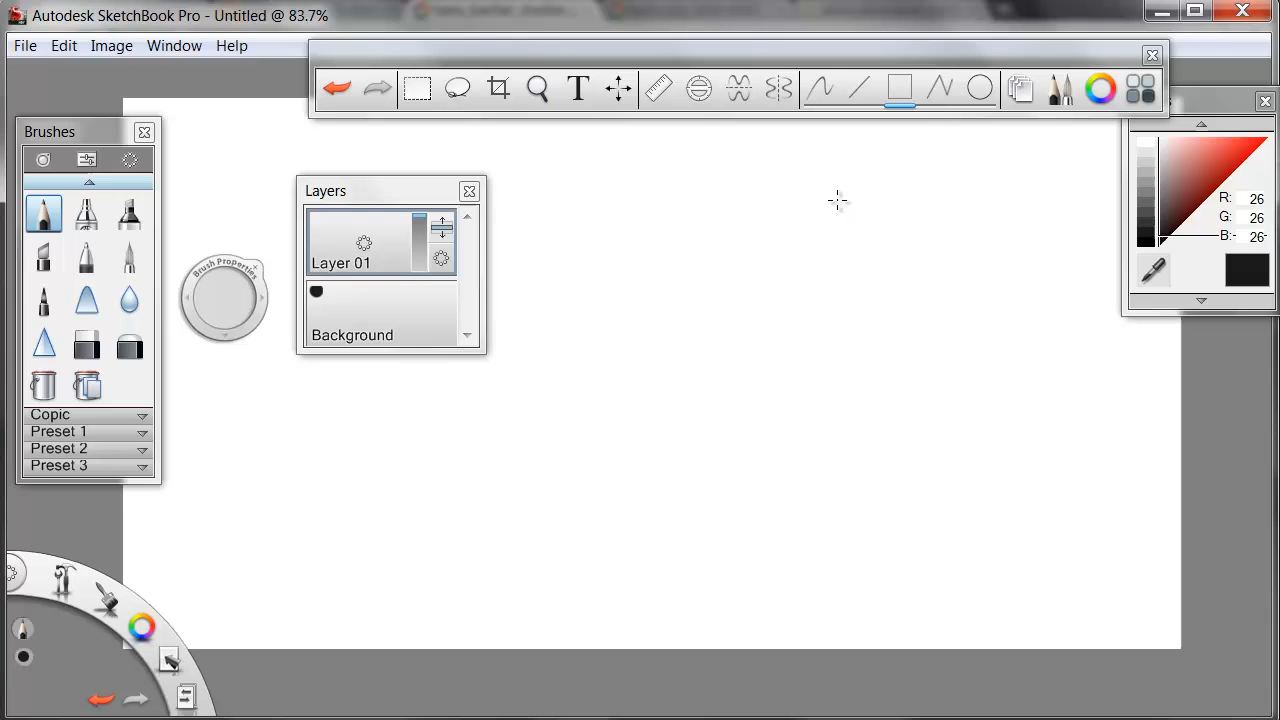 Autodesk SketchBook Pro - Untitled @ 83.7%
File Edit Image Window Help
T
Brushes
Layers
Layer 01
Background
Brush Properties
R: 26
G: 26
B: 26
Copic
Preset 1
Preset 2
Preset 3